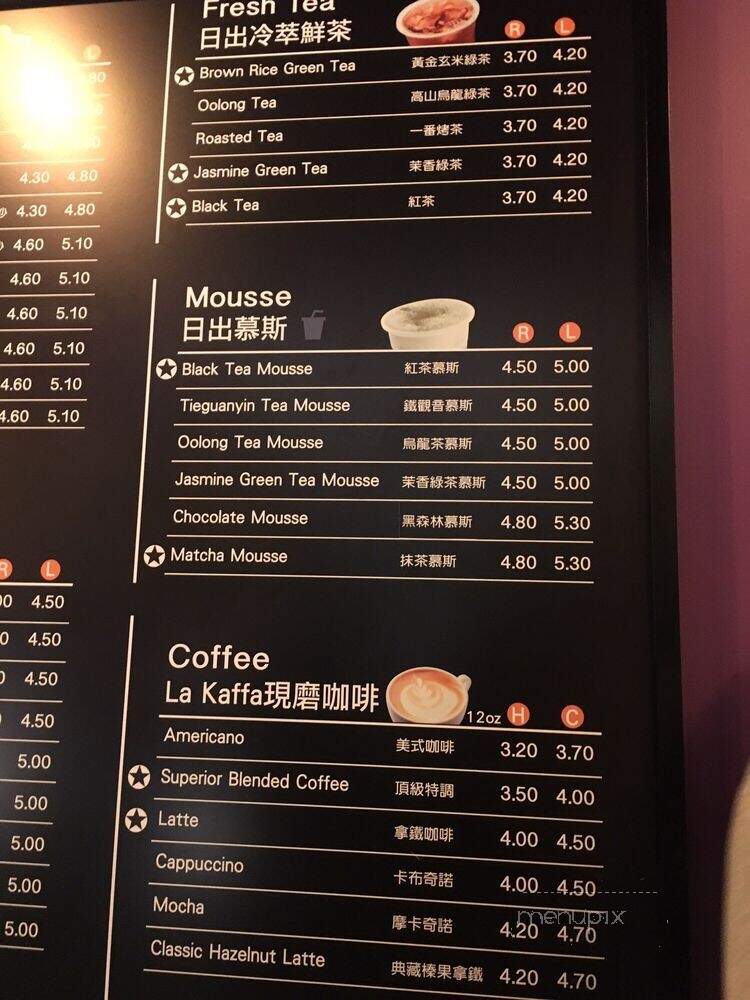 L
.80
4.30 4.80
4.30 4.80
4.60 5.10
4.60 5.10
4.60 5.10
4.60 5.10
4.60 5.10
4.60 5.10
R L
4.50
4.50
4.50
4.50
5.00
5.00
5.00
5.00
5.00
Fresh Tea
日出冷萃鮮茶 R L
Brown Rice Green Tea 黃金玄米綠茶 3.70 4.20
Oolong Tea 高山烏龍綠茶 3.70 4.20
Roasted Tea 一番烤茶 3.70 4.20
Jasmine Green Tea 茉香綠茶 3.70 4.20
Black Tea 紅茶 3.70 4.20
Mousse
日出慕斯 R L
Black Tea Mousse 紅茶慕斯 4.50 5.00
Tieguanyin Tea Mousse 鐵觀音慕斯 4.50 5.00
Oolong Tea Mousse 烏龍茶慕斯 4.50 5.00
Jasmine Green Tea Mousse 茉香綠茶慕斯 4.50 5.00
Chocolate Mousse 黑森林慕斯 4.80 5.30
Matcha Mousse 抹茶慕斯 4.80 5.30
Coffee
La Kaffa現磨咖啡 12oz H C
Americano 美式咖啡 3.20 3.70
Superior Blended Coffee 頂級特調 3.50 4.00
Latte 拿鐵咖啡 4.00 4.50
Cappuccino 卡布奇諾 4.00 4.50
Mocha 摩卡奇諾 4.20 4.70
Classic Hazelnut Latte 典藏榛果拿鐵 4.20 4.70
menupix